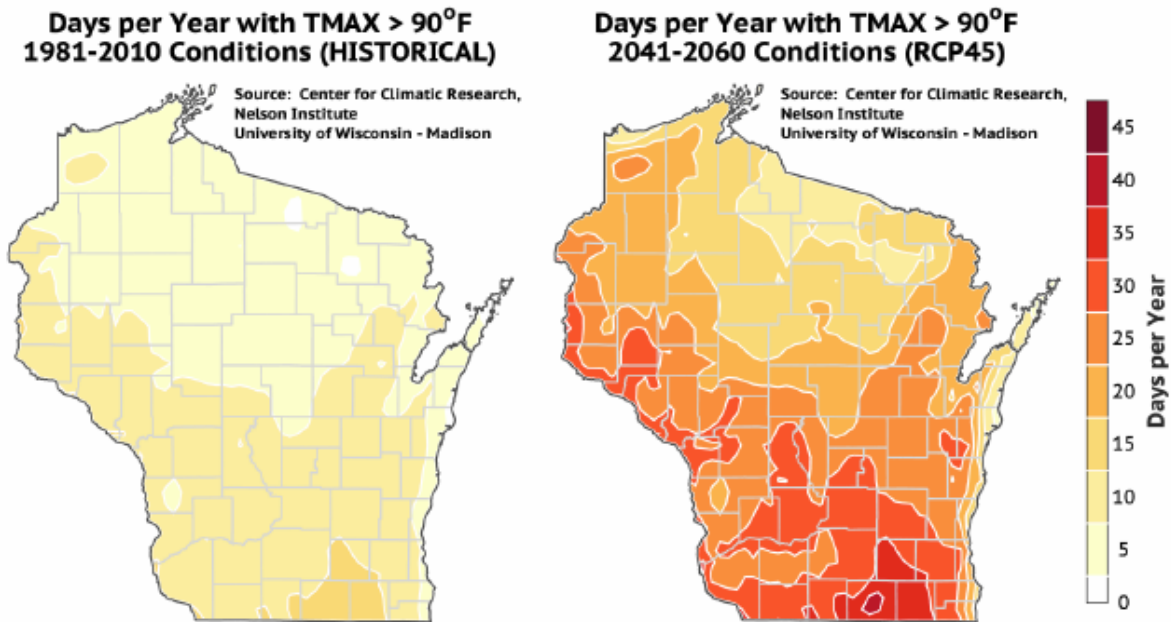 Days per Year with TMAX > 90°F
1981-2010 Conditions (HISTORICAL)
Source: Center for Climatic Research,
Nelson Institute
University of Wisconsin - Madison
Days per Year with TMAX > 90°F
2041-2060 Conditions (RCP45)
Source: Center for Climatic Research,
Nelson Institute
University of Wisconsin - Madison
45
40
35
30
25
20
15
10
5
0
Days per Year